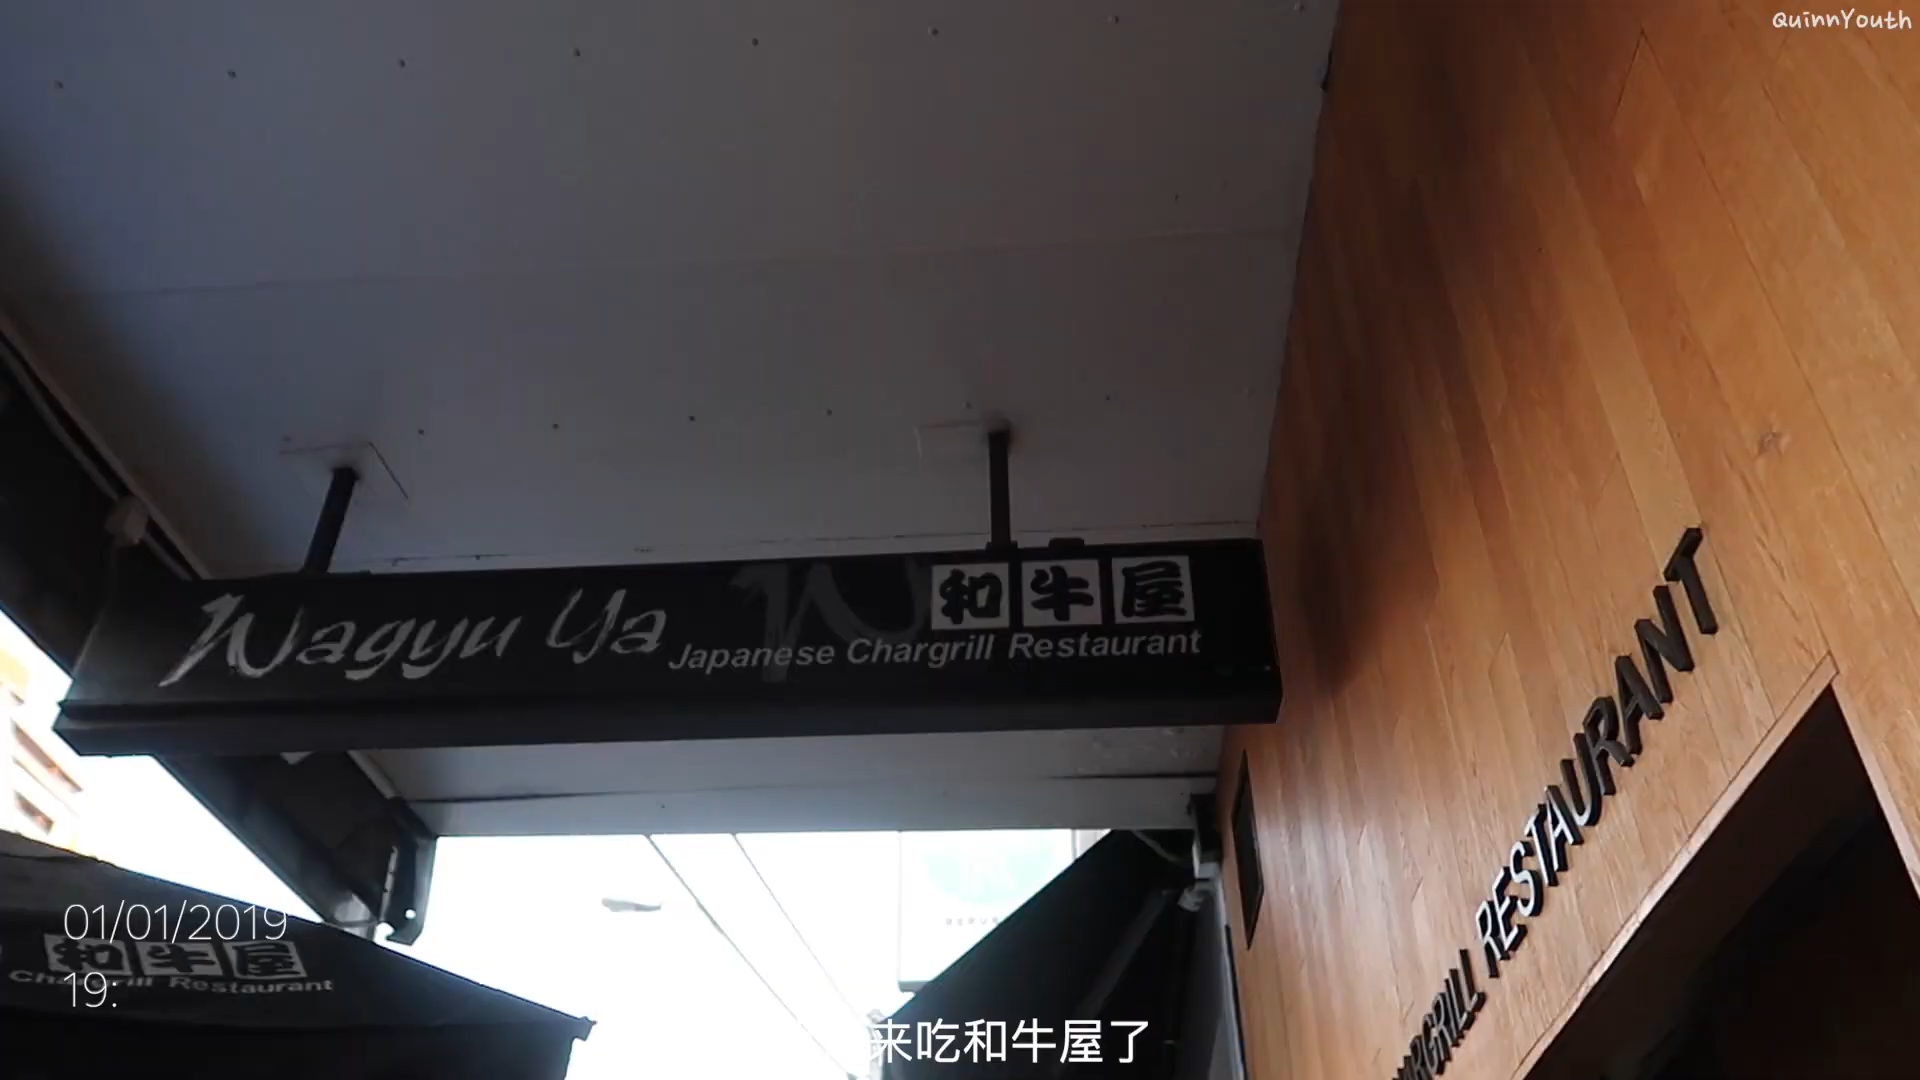 QuinnYouth
Wagyu Ya
和牛屋
Japanese Chargrill Restaurant
RESTAURANT
01/01/2019
和牛屋
Chargrill Restaurant
19:
来吃和牛屋了